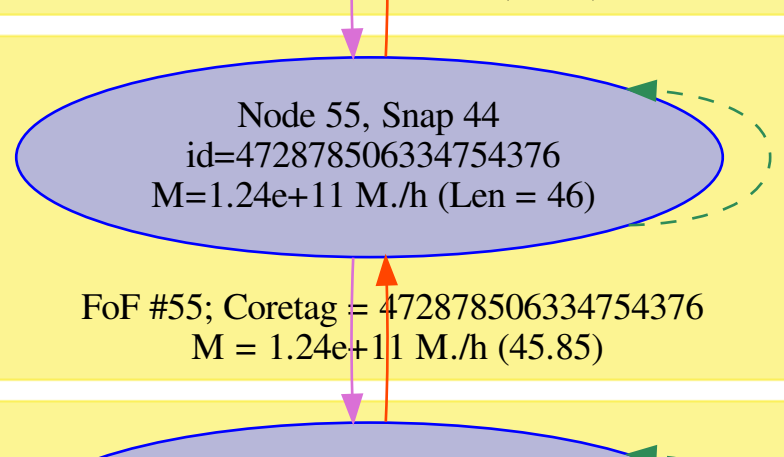 Node 55, Snap 44
id=472878506334754376
M=1.24e+11 M./h (Len = 46)
FoF #55; Coretag = 472878506334754376
M = 1.24e+11 M./h (45.85)